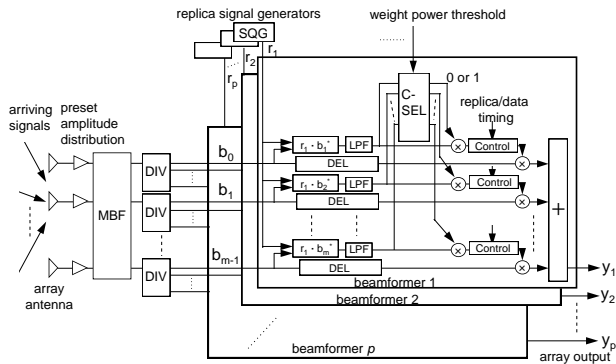 replica signal generators
weight power threshold
SQG
r1
r2
rp
0 or 1
C-
SEL
replica/data
timing
arriving
signals
preset
amplitude
distribution
b0
r1・b1*
LPF
Control
DEL
DIV
b1
r1・b2*
LPF
Control
DEL
MBF
DIV
+
bm-1
r1・bm*
LPF
Control
DEL
DIV
array
antenna
beamformer 1
y1
beamformer 2
y2
beamformer p
yp
array output